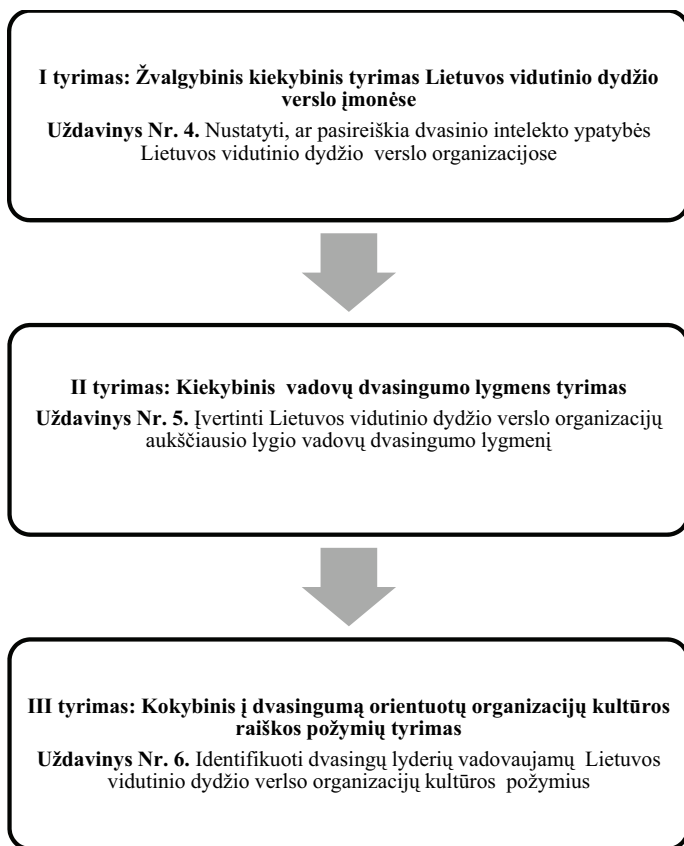 I tyrimas: Žvalgybinis kiekybinis tyrimas Lietuvos vidutinio dydžio
verslo įmonėse
Uždavinys Nr. 4. Nustatyti, ar pasireiškia dvasinio intelekto ypatybės
Lietuvos vidutinio dydžio verslo organizacijose
II tyrimas: Kiekybinis vadovų dvasingumo lygmens tyrimas
Uždavinys Nr. 5. Įvertinti Lietuvos vidutinio dydžio verslo organizacijų
aukščiausio lygio vadovų dvasingumo lygmenį
III tyrimas: Kokybinis į dvasingumą orientuotų organizacijų kultūros
raiškos požymių tyrimas
Uždavinys Nr. 6. Identifikuoti dvasingų lyderių vadovaujamų Lietuvos
vidutinio dydžio verlso organizacijų kultūros požymius